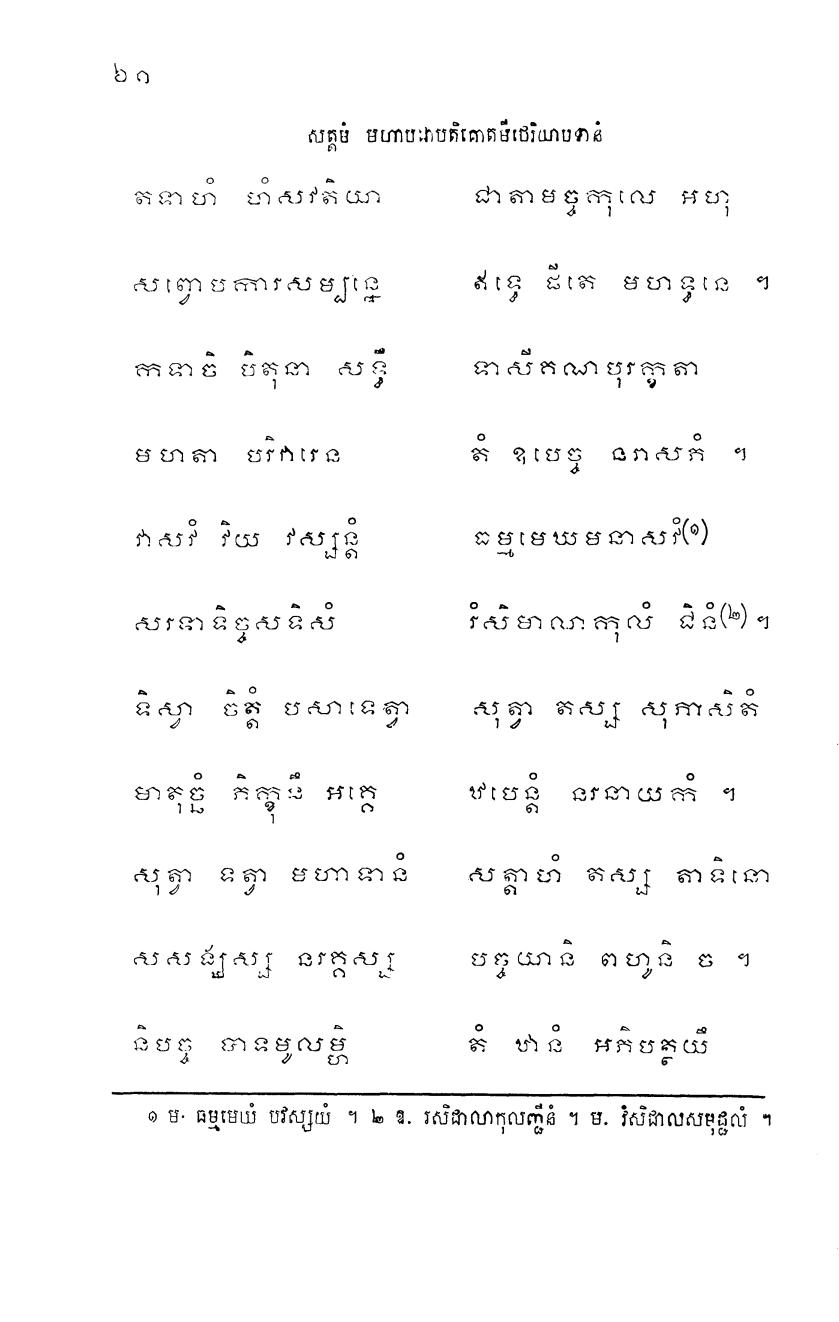 ៦១
សត្តមំ មហាបជាបតិគោតមីថេរិយាបទានំ
តទាហំ ហំសវតិយា ជាតាមច្ចកុលេ អហុ
សព្វោបការសម្បន្នេ ឥទ្ធេ ផីតេ មហទ្ធនេ ។
កទាចិ បិតុនា សទ្ធឹ ទាសីគណបុរក្ខតា
មហតា បរិវារេន តំ ឧបេច្ច នរាសភំ ។
វាសវំ វិយ វស្សន្តំ ធម្មមេឃមនាសវំ(១)
សរទាទិច្ចសទិសំ រំសិមាណកុលំ ជិនំ(២) ។
ទិស្វា ចិត្តំ បសាទេត្វា សុត្វា តស្ស សុភាសិតំ
មាតុច្ឆំ ភិក្ខុនឹ អគ្គេ ឋបេន្តំ នរនាយកំ ។
សុត្វា ទត្វា មហាទានំ សត្តាហំ តស្ស តាទិនោ
សសង្ឃស្ស នរគ្គស្ស បច្ចយានិ ពហូនិ ច ។
និបច្ច បាទមូលម្ហិ តំ ឋានំ អភិបត្ថយឹ
១ ម. ធម្មមេឃំ បវស្សយំ ។ ២ ឧ. រសិជាលាកុលញ្ជិនំ ។ ម. រំសិជាលសមុជ្ជលំ ។